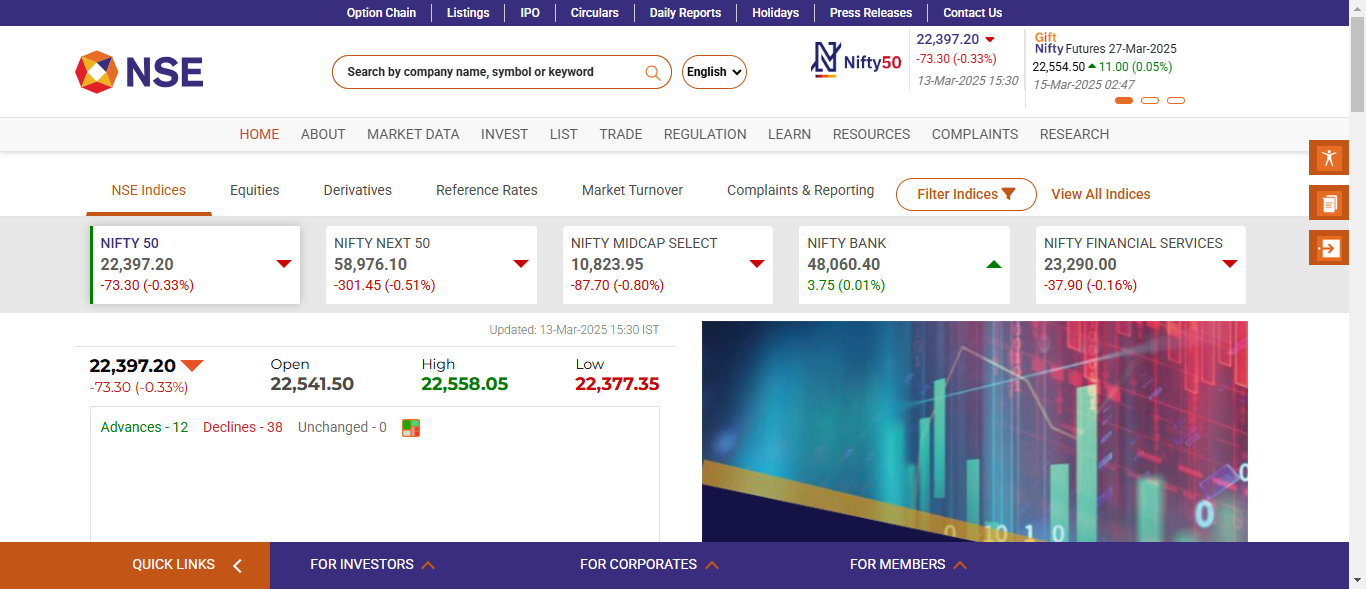 Option Chain Listings IPO Circulars Daily Reports Holidays Press Releases Contact Us
NSE
Search by company name, symbol or keyword
English
Nifty50
22,397.20
-73.30 (-0.33%)
13-Mar-2025 15:30
Gift
Nifty Futures 27-Mar-2025
22,554.50 11.00 (0.05%)
15-Mar-2025 02:47
HOME ABOUT MARKET DATA INVEST LIST TRADE REGULATION LEARN RESOURCES COMPLAINTS RESEARCH
NSE Indices Equities Derivatives Reference Rates Market Turnover Complaints & Reporting Filter Indices View All Indices
NIFTY 50
22,397.20
-73.30 (-0.33%)
NIFTY NEXT 50
58,976.10
-301.45 (-0.51%)
NIFTY MIDCAP SELECT
10,823.95
-87.70 (-0.80%)
NIFTY BANK
48,060.40
3.75 (0.01%)
NIFTY FINANCIAL SERVICES
23,290.00
-37.90 (-0.16%)
Updated: 13-Mar-2025 15:30 IST
22,397.20
-73.30 (-0.33%)
Open
22,541.50
High
22,558.05
Low
22,377.35
Advances - 12 Declines - 38 Unchanged - 0
0 10 1 0 0 0
QUICK LINKS FOR INVESTORS FOR CORPORATES FOR MEMBERS